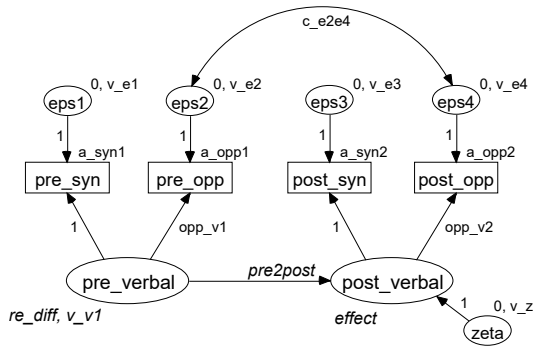 c_e2e4
0, v_e1
0, v_e2
0, v_e3
0, v_e4
eps1
eps2
eps3
eps4
1
1
1
1
a_syn1
a_opp1
a_syn2
a_opp2
pre_syn
pre_opp
post_syn
post_opp
1
opp_v1
1
opp_v2
pre_verbal
pre2post
post_verbal
re_diff, v_v1
effect
1
0, v_z
zeta